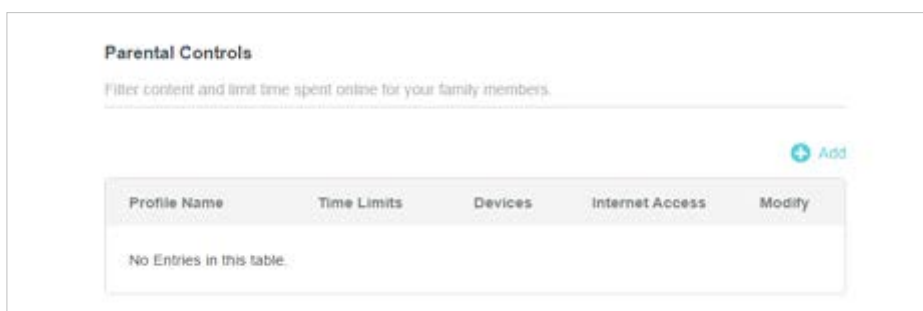 Parental Controls
Filter content and limit time spent online for your family members.
Add
Profile Name Time Limits Devices Internet Access Modify
No Entries in this table.